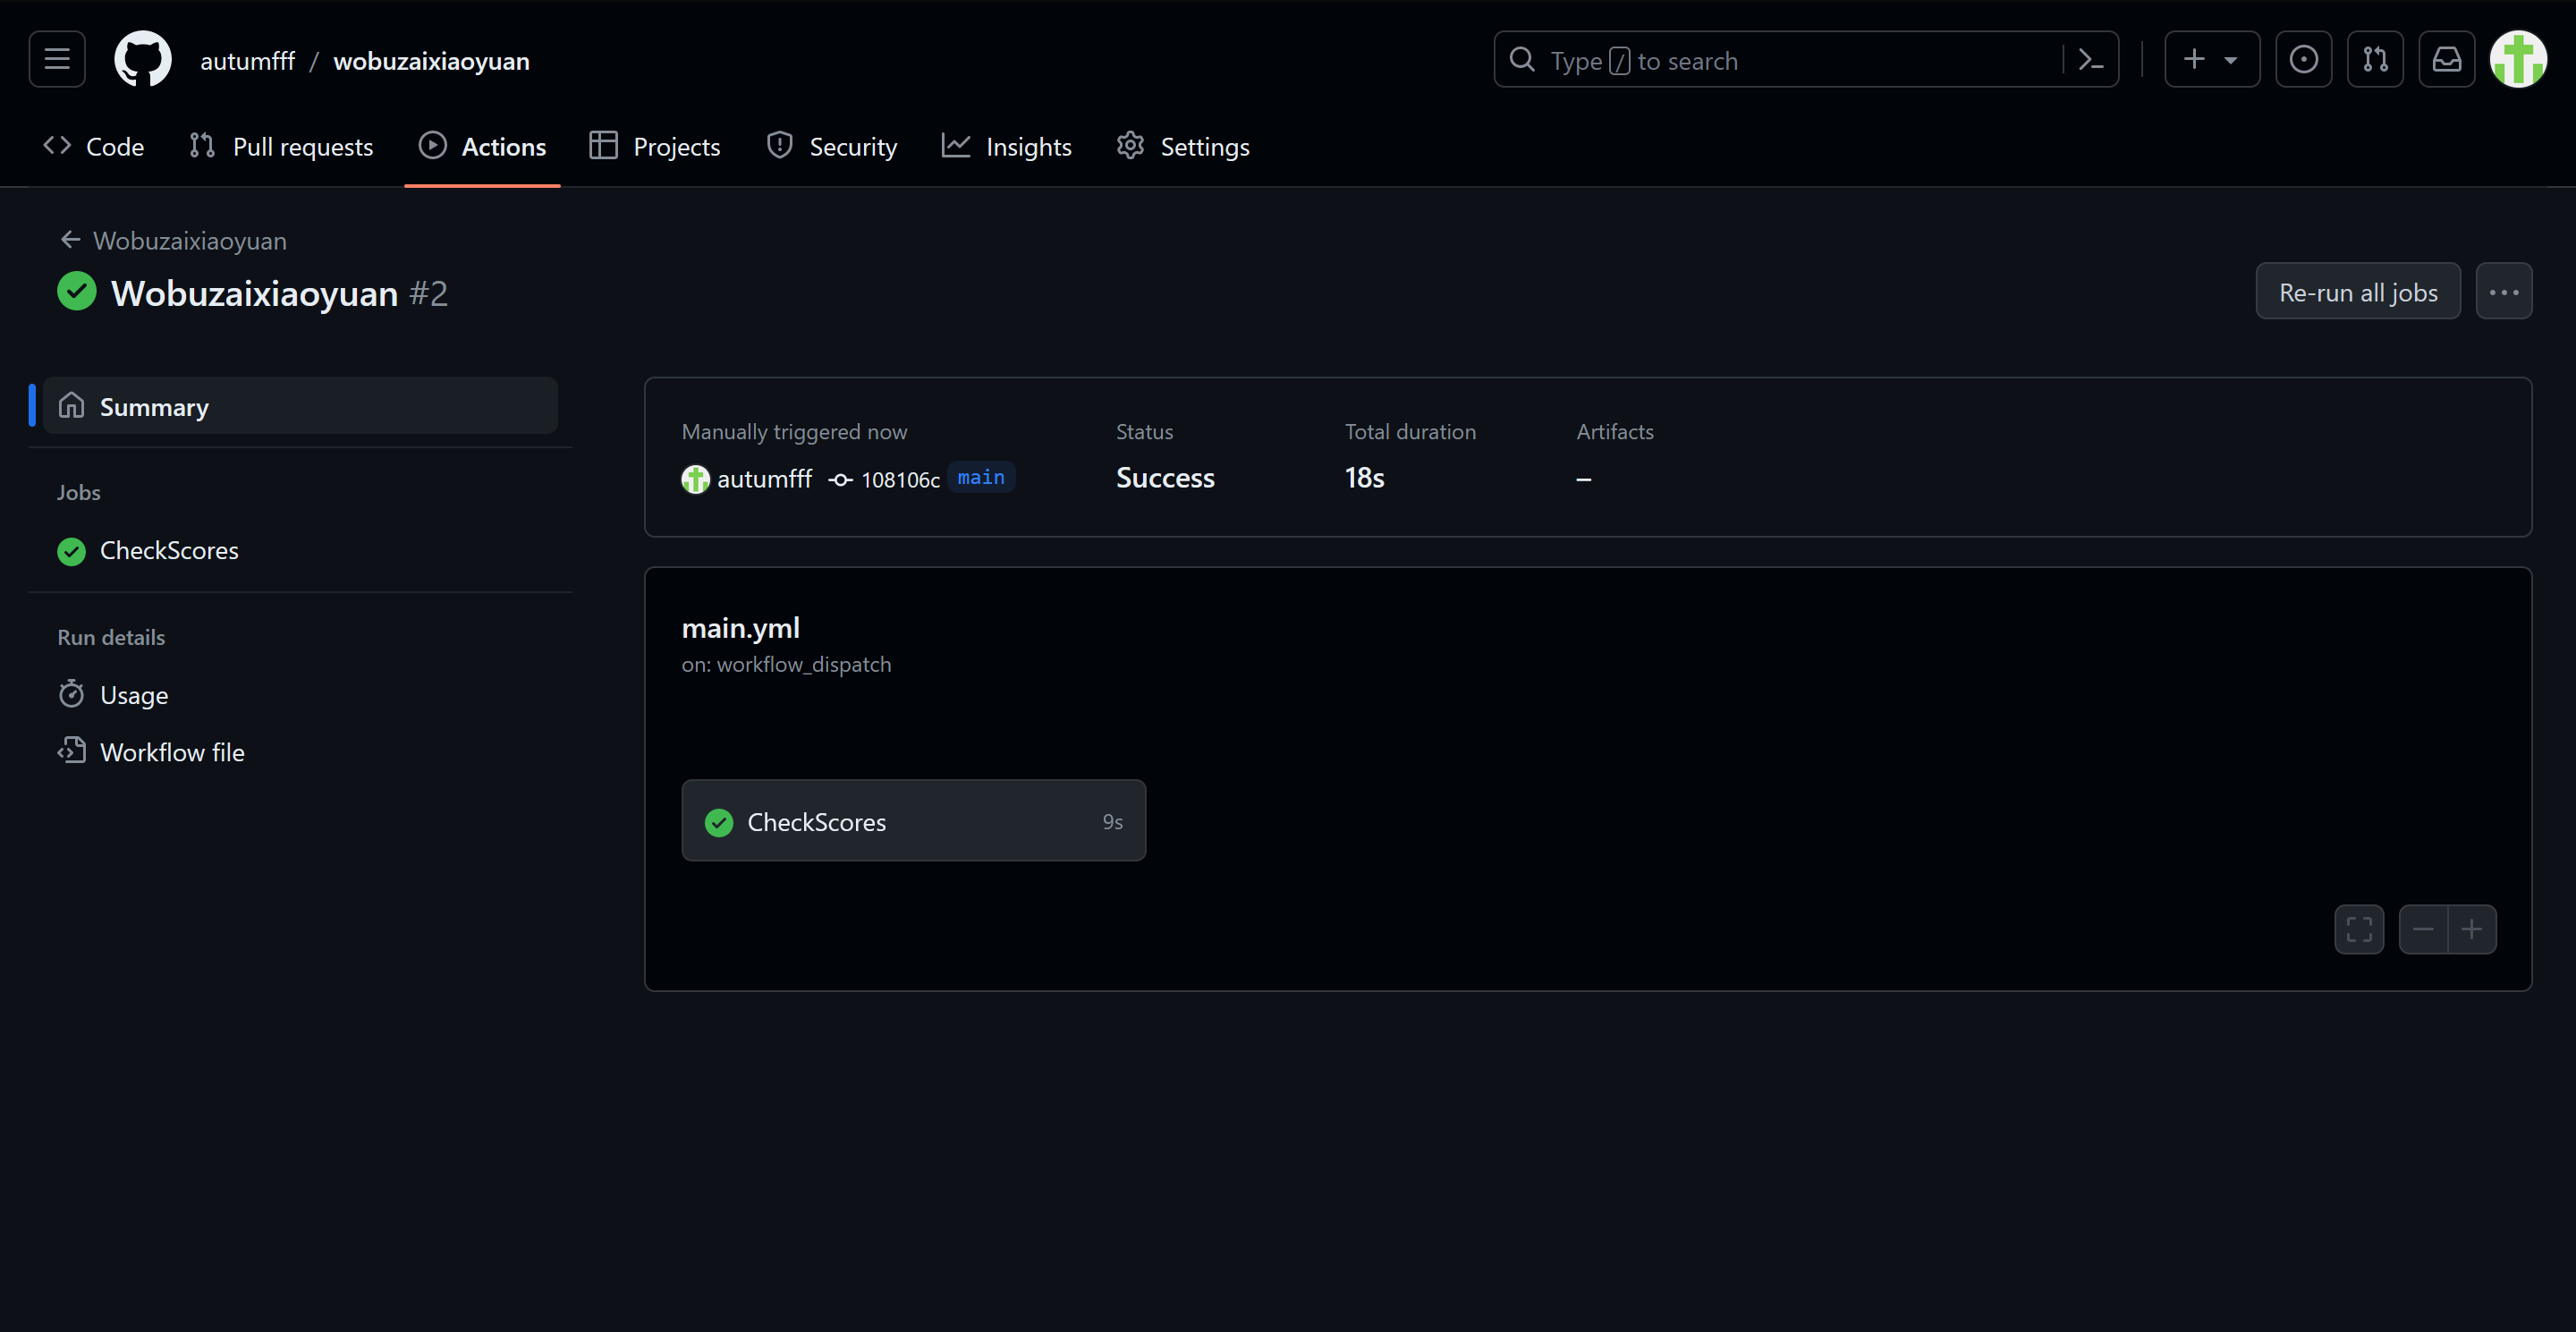 autumfff / wobuzaixiaoyuan
Type / to search
Code Pull requests Actions Projects Security Insights Settings
Wobuzaixiaoyuan
Wobuzaixiaoyuan #2
Re-run all jobs
Summary
Jobs
CheckScores
Run details
Usage
Workflow file
Manually triggered now
autumfff 108106c main
Status
Success
Total duration
18s
Artifacts
–
main.yml
on: workflow_dispatch
CheckScores 9s